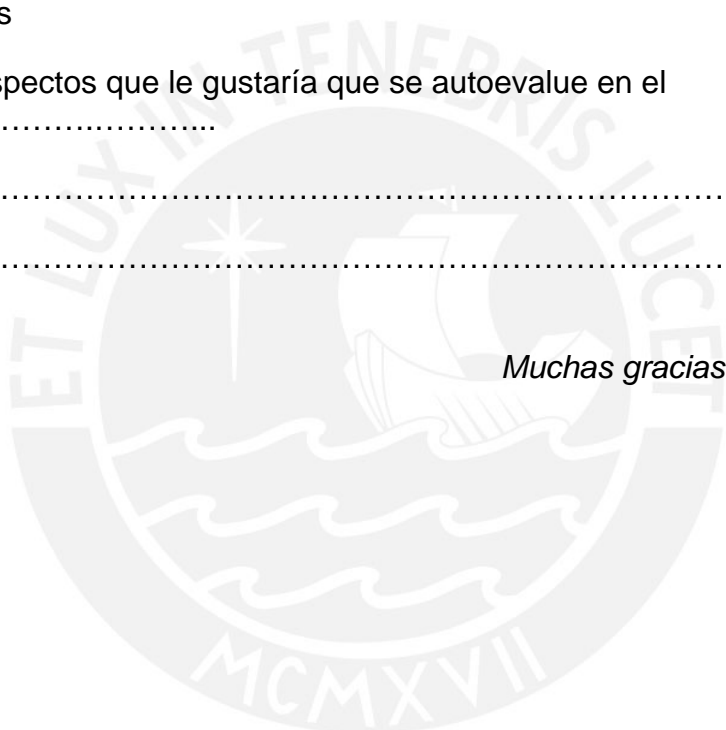 s
spectos que le gustaría que se autoevalue en el
……….………...
……………………………………………………………
……………………………………………………………
Muchas gracias
ET LUX IN TENEBRIS LUCET
MCMXVII